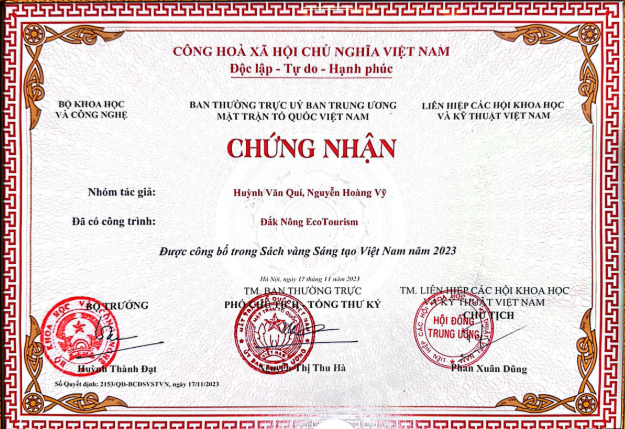 CỘNG HOÀ XÃ HỘI CHỦ NGHĨA VIỆT NAM
Độc lập - Tự do - Hạnh phúc
BỘ KHOA HỌC
VÀ CÔNG NGHỆ
BAN THƯỜNG TRỰC UỶ BAN TRUNG ƯƠNG
MẶT TRẬN TỔ QUỐC VIỆT NAM
LIÊN HIỆP CÁC HỘI KHOA HỌC
VÀ KỸ THUẬT VIỆT NAM
CHỨNG NHẬN
Nhóm tác giả: Huỳnh Văn Quí, Nguyễn Hoàng Vỹ
Đã có công trình: Đắk Nông EcoTourism
Được công bố trong Sách vàng Sáng tạo Việt Nam năm 2023
Hà Nội, ngày 17 tháng 11 năm 2023
BỘ TRƯỞNG
TM. BAN THƯỜNG TRỰC
PHÓ CHỦ TỊCH - TỔNG THƯ KÝ
TM. LIÊN HIỆP CÁC HỘI KHOA HỌC
VÀ KỸ THUẬT VIỆT NAM
CHỦ TỊCH
HỘI ĐỒNG
TRUNG ƯƠNG
Huỳnh Thành Đạt
Thị Thu Hà
Phan Xuân Dũng
Số Quyết định: 2153/QĐ-BCDSVSTVN, ngày 17/11/2023